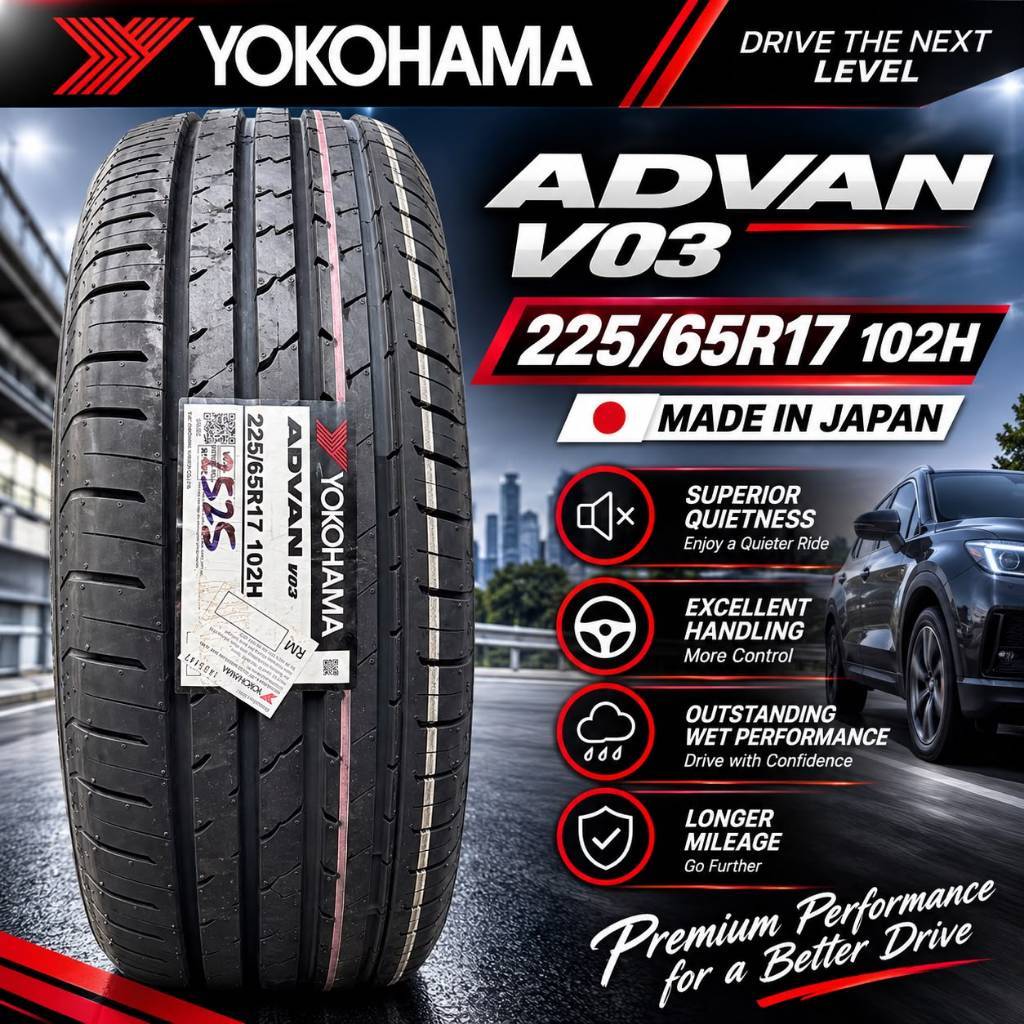 YOKOHAMA
DRIVE THE NEXT
LEVEL
ADVAN
V03
225/65R17 102H
MADE IN JAPAN
SUPERIOR
QUIETNESS
Enjoy a Quieter Ride
EXCELLENT
HANDLING
More Control
OUTSTANDING
WET PERFORMANCE
Drive with Confidence
LONGER
MILEAGE
Go Further
Premium Performance
for a Better Drive
YOKOHAMA
ADVAN V03
225/65R17 102H
2525
RM
YOKOHAMA